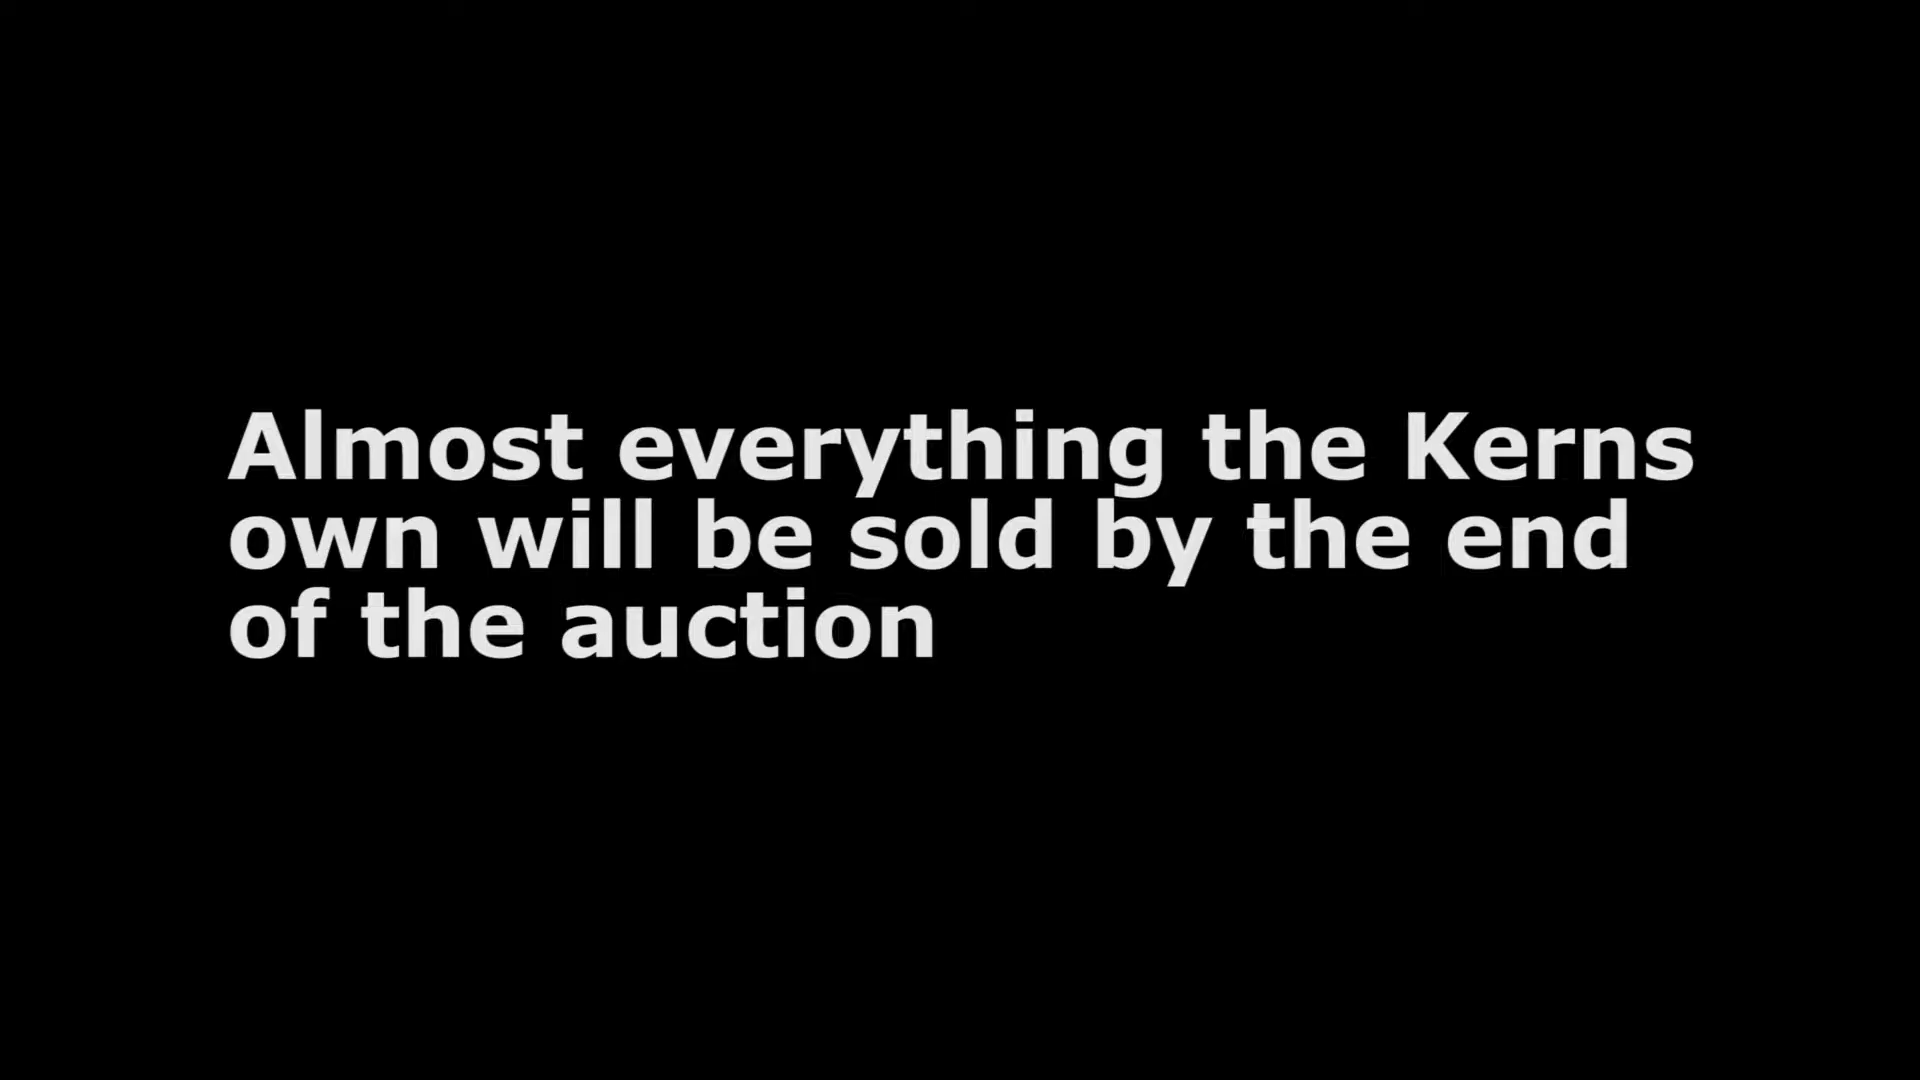 Almost everything the Kerns
own will be sold by the end
of the auction